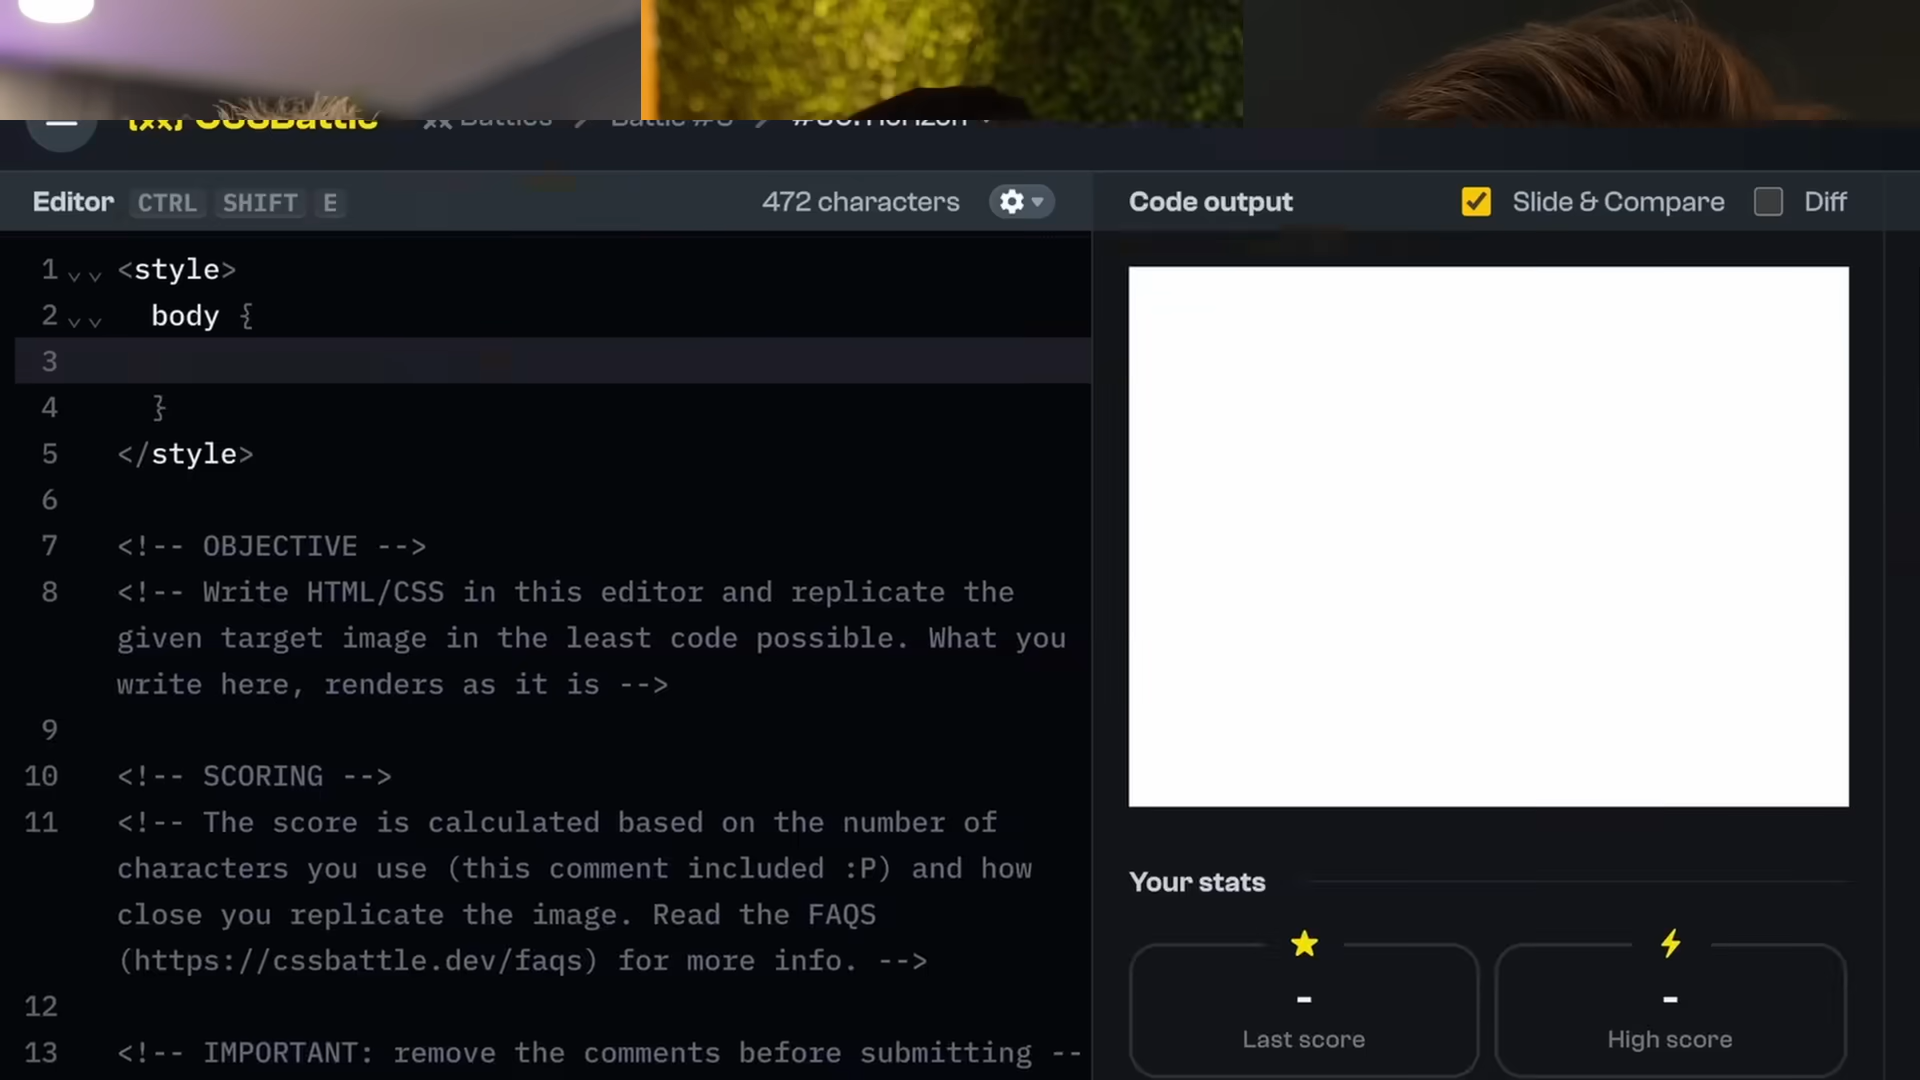 CSSBattle Battles Horizon
Editor CTRL SHIFT E 472 characters
Code output Slide & Compare Diff
1 <style>
2 body {
3
4 }
5 </style>
6
7 <!-- OBJECTIVE -->
8 <!-- Write HTML/CSS in this editor and replicate the
given target image in the least code possible. What you
write here, renders as it is -->
9
10 <!-- SCORING -->
11 <!-- The score is calculated based on the number of
characters you use (this comment included :P) and how
close you replicate the image. Read the FAQS
(https://cssbattle.dev/faqs) for more info. -->
12
13 <!-- IMPORTANT: remove the comments before submitting --
Your stats
-
Last score
-
High score